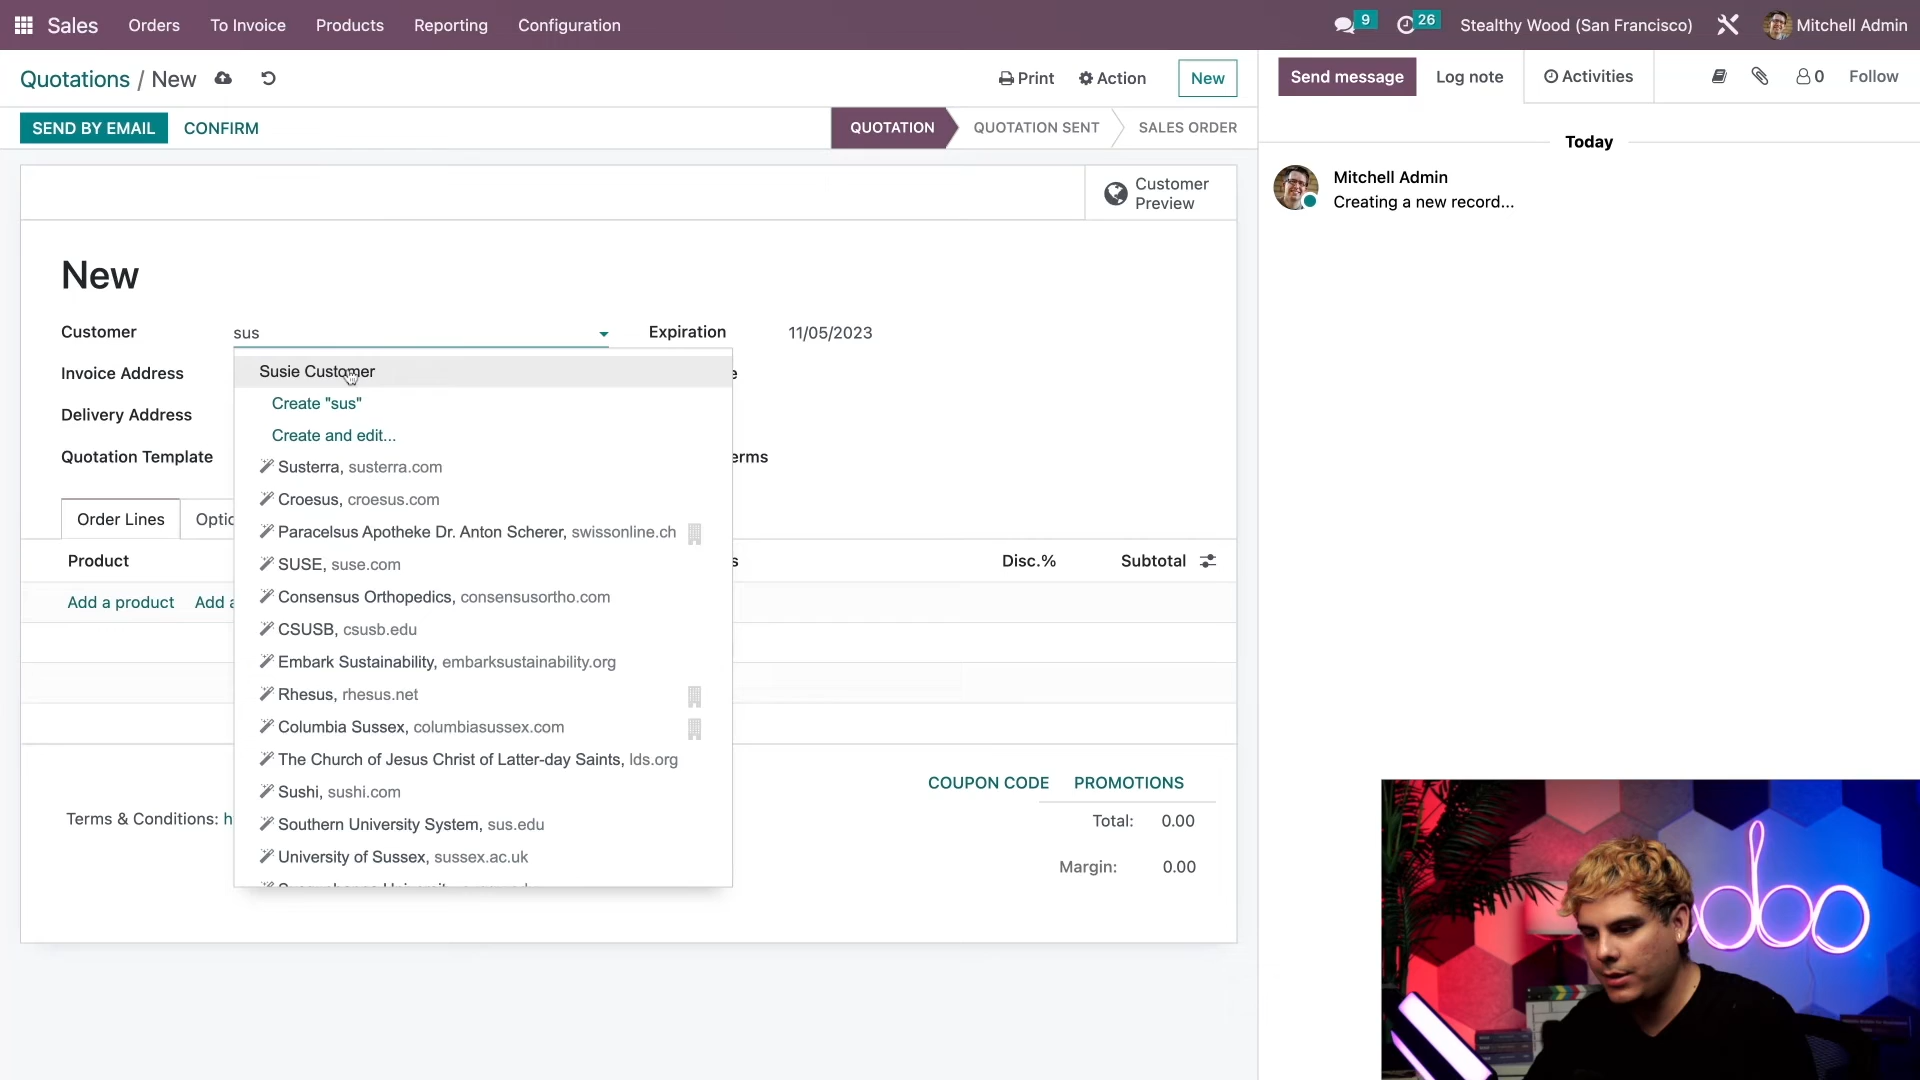 Sales Orders To Invoice Products Reporting Configuration 9 26 Stealthy Wood (San Francisco) Mitchell Admin
Quotations / New Print Action New
SEND BY EMAIL CONFIRM QUOTATION QUOTATION SENT SALES ORDER
Customer
Preview
New
Customer sus Expiration 11/05/2023
Invoice Address
Delivery Address
Quotation Template erms
Susie Customer
Create "sus"
Create and edit...
Susterra, susterra.com
Croesus, croesus.com
Paracelsus Apotheke Dr. Anton Scherer, swissonline.ch
SUSE, suse.com
Consensus Orthopedics, consensusortho.com
CSUSB, csusb.edu
Embark Sustainability, embarksustainability.org
Rhesus, rhesus.net
Columbia Sussex, columbiasussex.com
The Church of Jesus Christ of Latter-day Saints, lds.org
Sushi, sushi.com
Southern University System, sus.edu
University of Sussex, sussex.ac.uk
Order Lines Optio
Product Disc.% Subtotal
Add a product Add a
COUPON CODE PROMOTIONS
Terms & Conditions: h Total: 0.00
Margin: 0.00
Send message Log note Activities 0 Follow
Today
Mitchell Admin
Creating a new record...